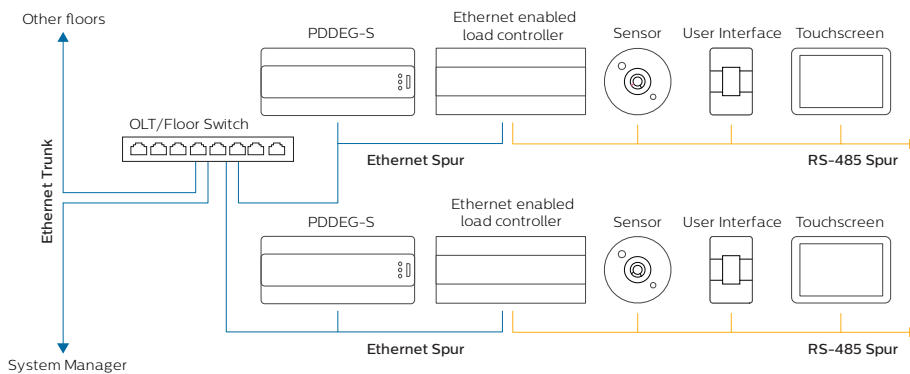 Other floors
PDDEG-S
Ethernet enabled
load controller
Sensor
User Interface
Touchscreen
OLT/Floor Switch
Ethernet Trunk
Ethernet Spur
RS-485 Spur
PDDEG-S
Ethernet enabled
load controller
Sensor
User Interface
Touchscreen
Ethernet Spur
RS-485 Spur
System Manager